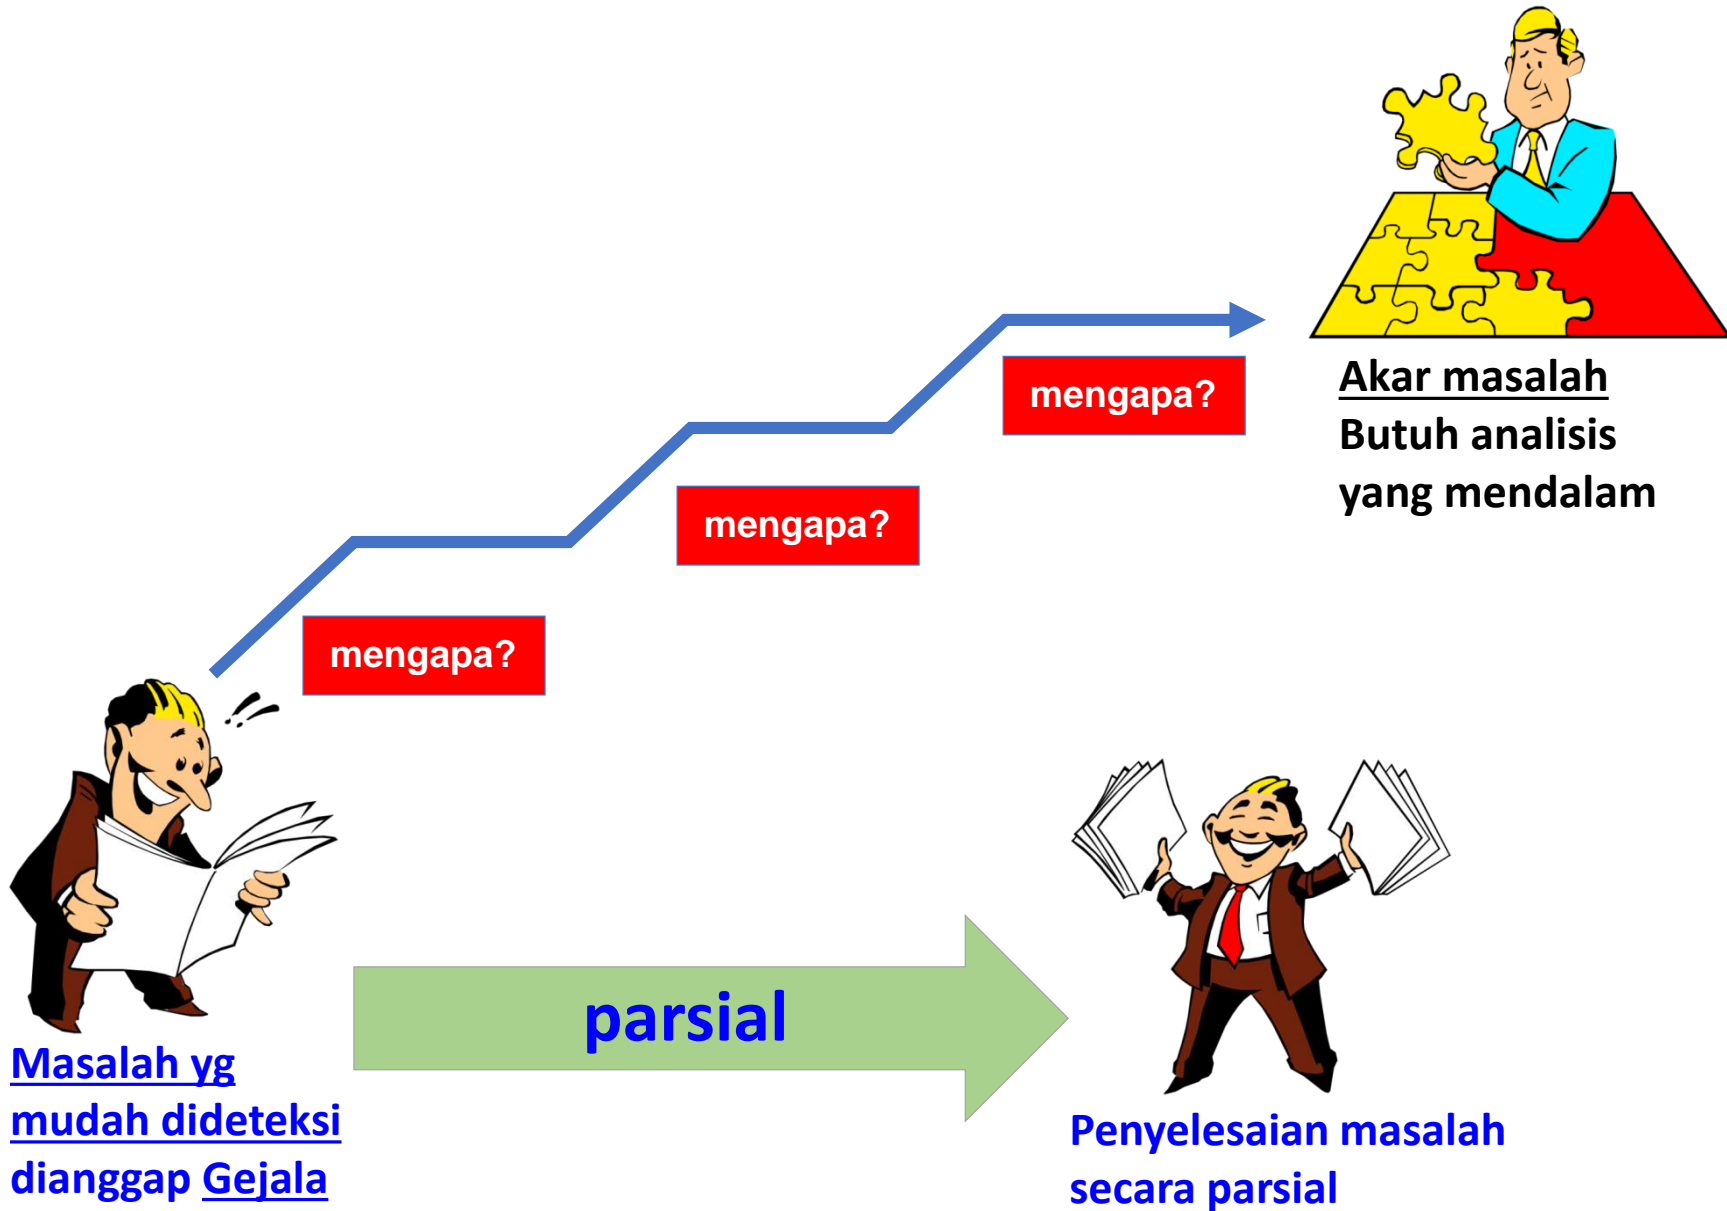 mengapa?
Akar masalah
Butuh analisis
yang mendalam
mengapa?
mengapa?
parsial
Masalah yg
mudah dideteksi
dianggap Gejala
Penyelesaian masalah
secara parsial